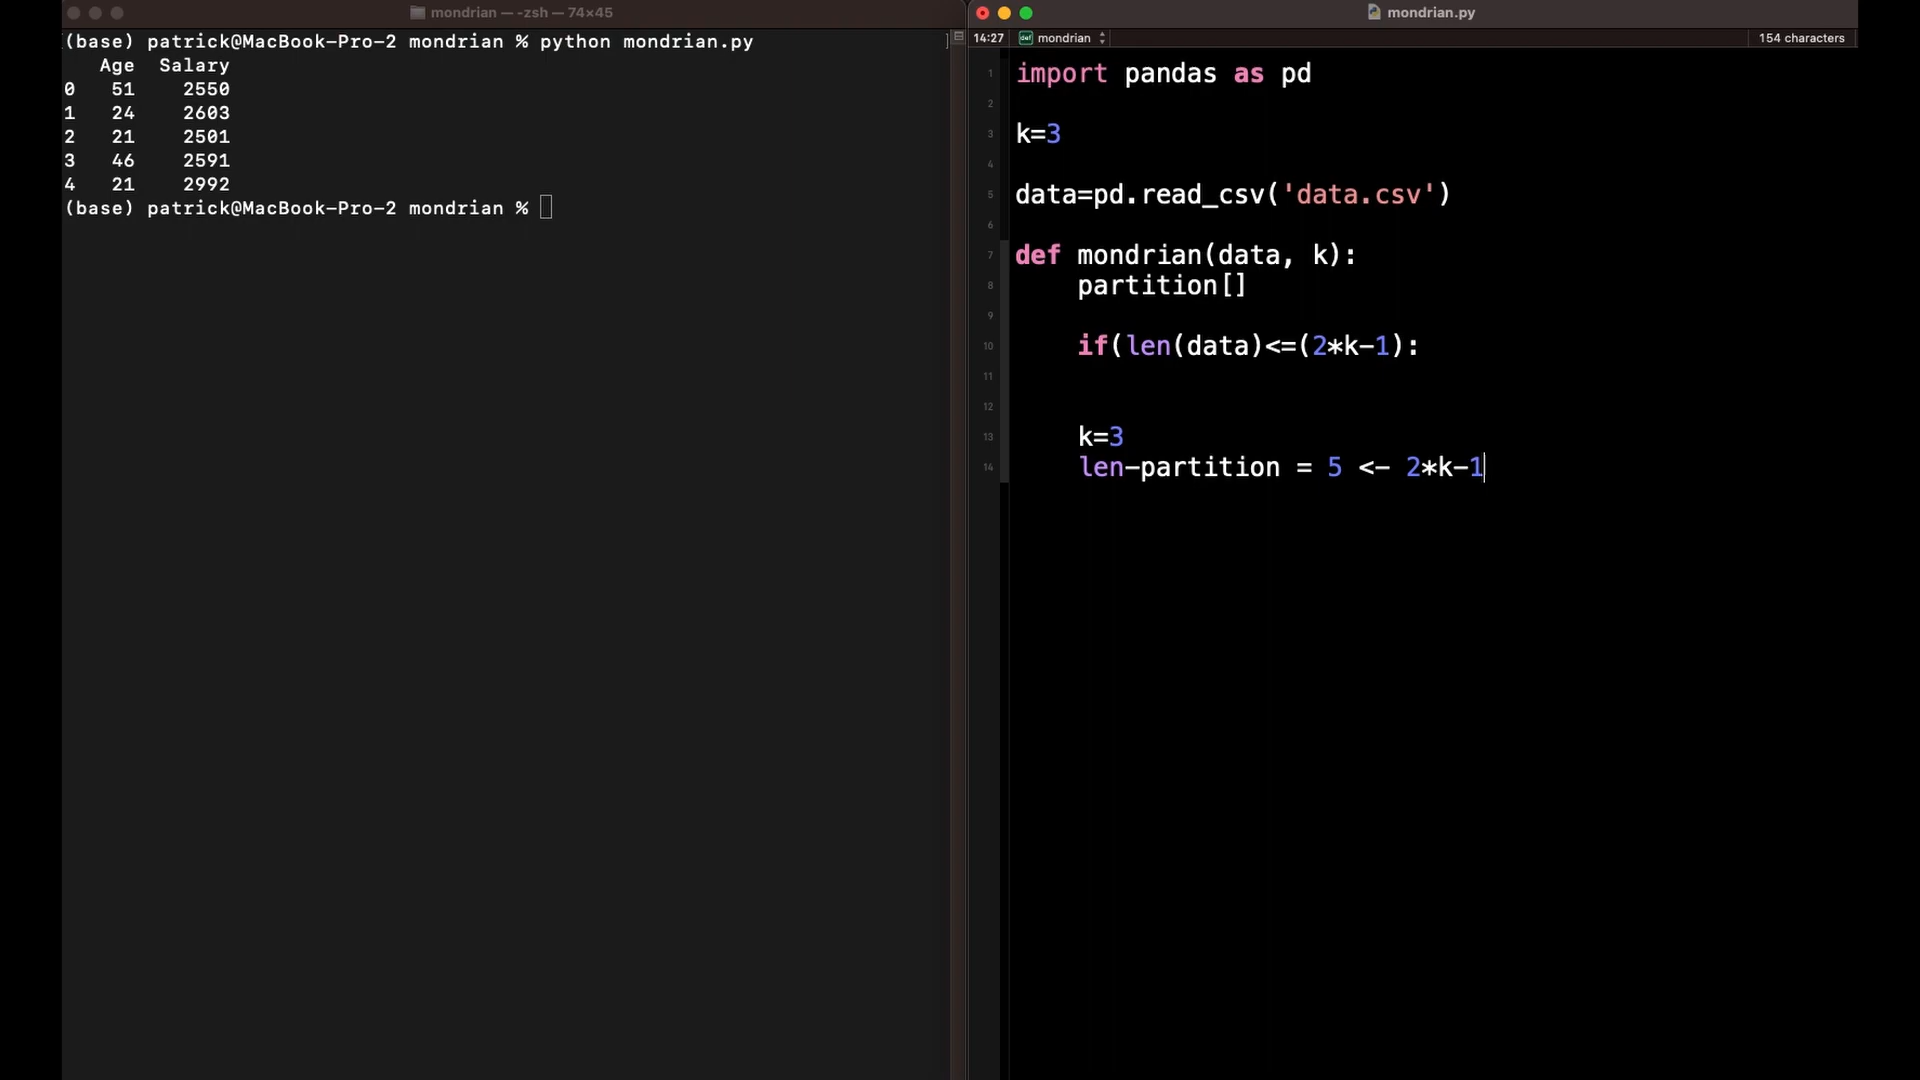 mondrian — -zsh — 74×45
(base) patrick@MacBook-Pro-2 mondrian % python mondrian.py
Age Salary
0 51 2550
1 24 2603
2 21 2501
3 46 2591
4 21 2992
(base) patrick@MacBook-Pro-2 mondrian %
mondrian.py
14:27 def mondrian 154 characters
1 import pandas as pd
2
3 k=3
4
5 data=pd.read_csv('data.csv')
6
7 def mondrian(data, k):
8 partition[]
9
10 if(len(data)<=(2*k-1):
11
12
13 k=3
14 len-partition = 5 <- 2*k-1